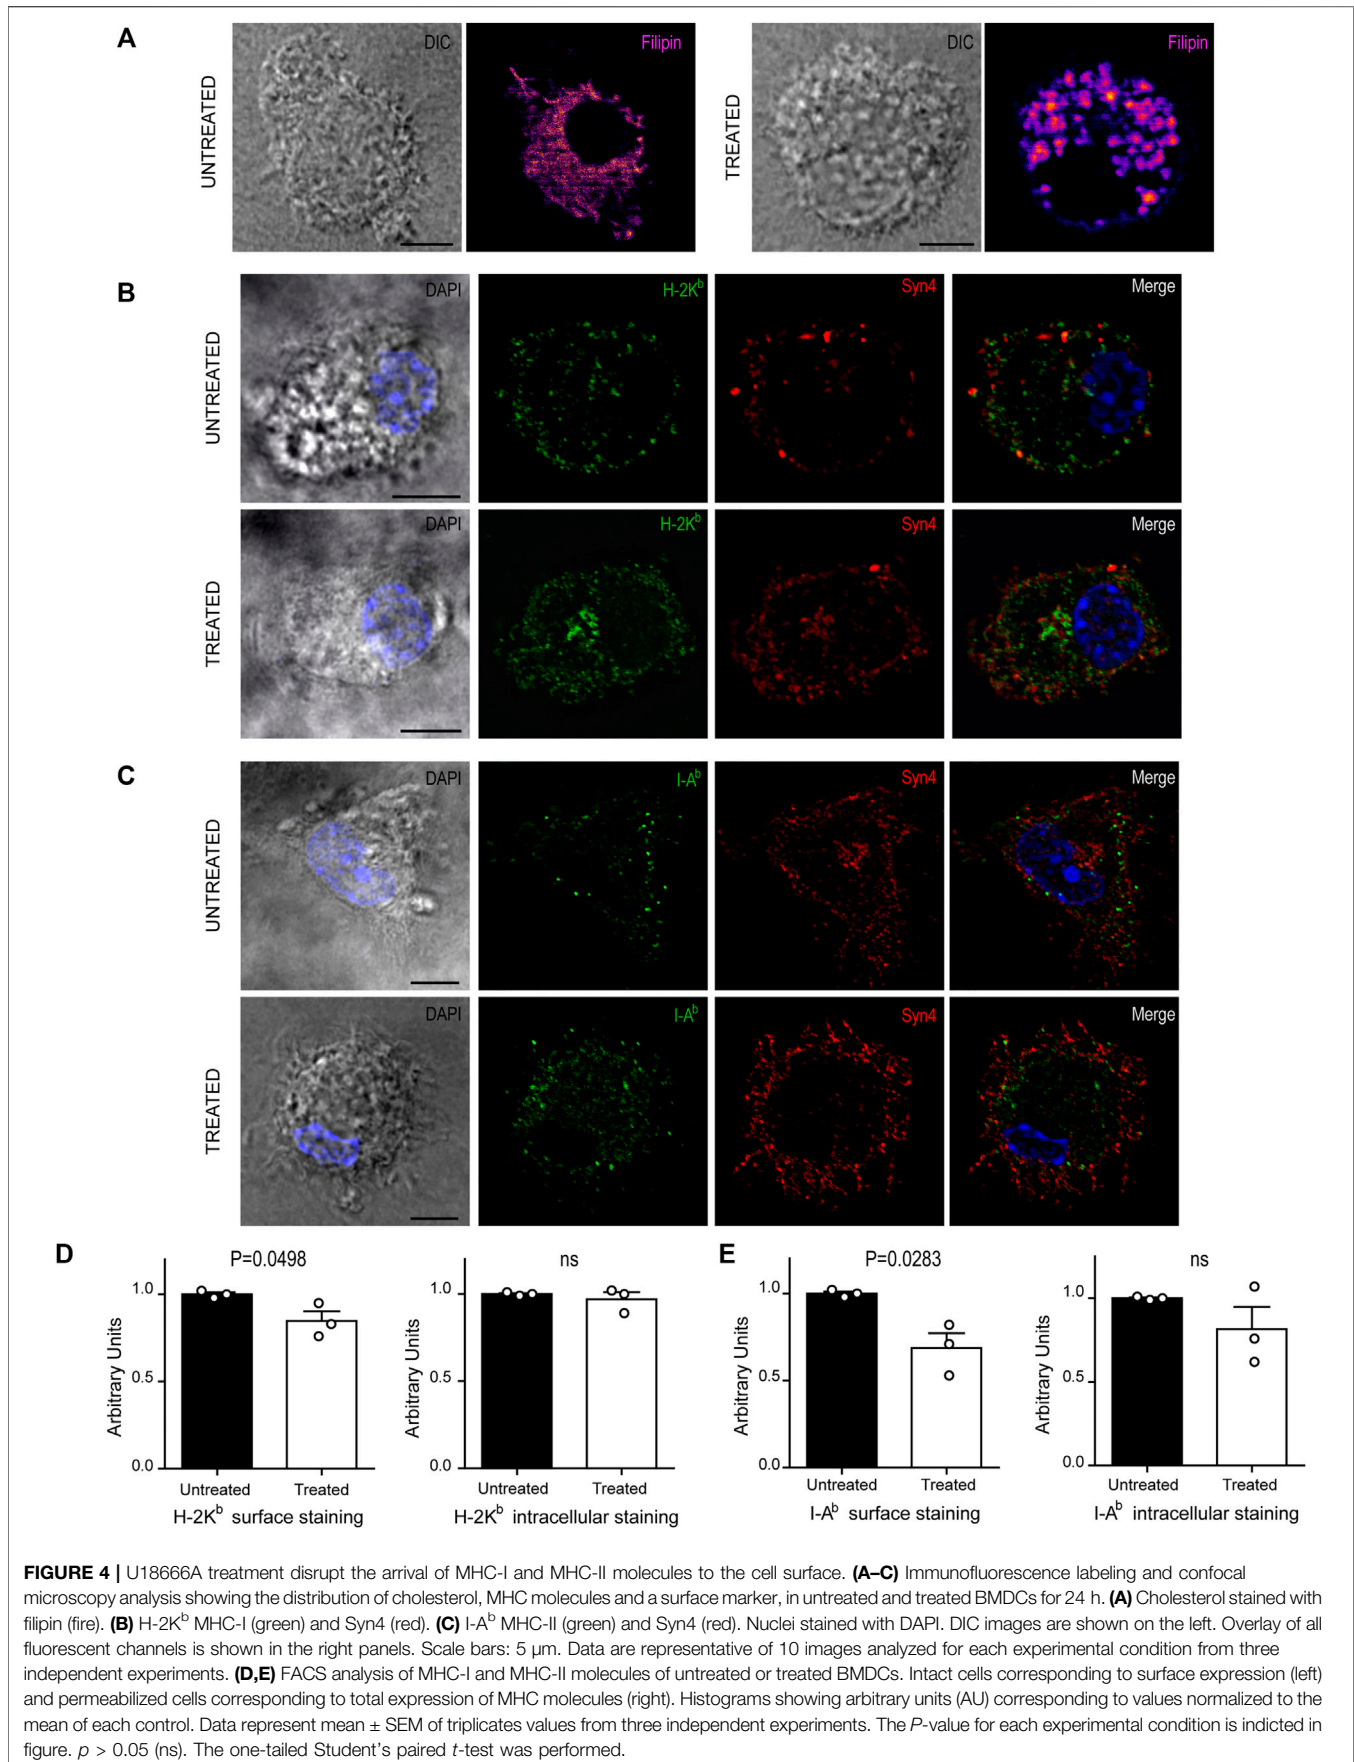 A
UNTREATED
DIC
Filipin
TREATED
DIC
Filipin
B
UNTREATED
DAPI
H-2Kᵇ
Syn4
Merge
TREATED
DAPI
H-2Kᵇ
Syn4
Merge
C
UNTREATED
DAPI
I-Aᵇ
Syn4
Merge
TREATED
DAPI
I-Aᵇ
Syn4
Merge
D
P=0.0498
Arbitrary Units
1.0
0.5
0.0
Untreated Treated
H-2Kᵇ surface staining
ns
Arbitrary Units
1.0
0.5
0.0
Untreated Treated
H-2Kᵇ intracellular staining
E
P=0.0283
Arbitrary Units
1.0
0.5
0.0
Untreated Treated
I-Aᵇ surface staining
ns
Arbitrary Units
1.0
0.5
0.0
Untreated Treated
I-Aᵇ intracellular staining
FIGURE 4 | U18666A treatment disrupt the arrival of MHC-I and MHC-II molecules to the cell surface. (A–C) Immunofluorescence labeling and confocal
microscopy analysis showing the distribution of cholesterol, MHC molecules and a surface marker, in untreated and treated BMDCs for 24 h. (A) Cholesterol stained with
filipin (fire). (B) H-2Kᵇ MHC-I (green) and Syn4 (red). (C) I-Aᵇ MHC-II (green) and Syn4 (red). Nuclei stained with DAPI. DIC images are shown on the left. Overlay of all
fluorescent channels is shown in the right panels. Scale bars: 5 µm. Data are representative of 10 images analyzed for each experimental condition from three
independent experiments. (D,E) FACS analysis of MHC-I and MHC-II molecules of untreated or treated BMDCs. Intact cells corresponding to surface expression (left)
and permeabilized cells corresponding to total expression of MHC molecules (right). Histograms showing arbitrary units (AU) corresponding to values normalized to the
mean of each control. Data represent mean ± SEM of triplicates values from three independent experiments. The P-value for each experimental condition is indicted in
figure. p > 0.05 (ns). The one-tailed Student's paired t-test was performed.